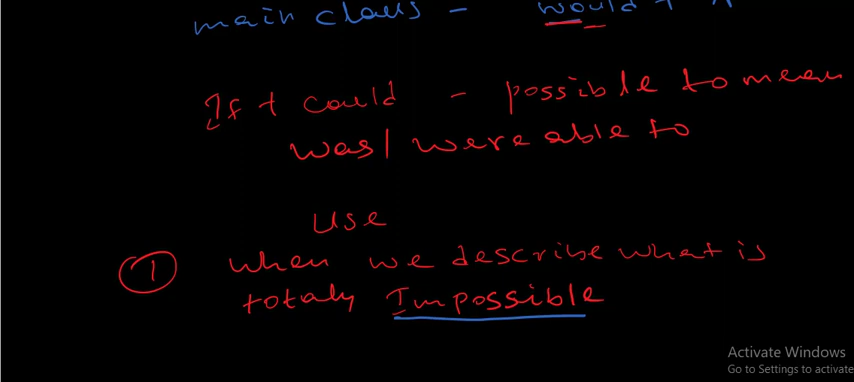 main claus - would +
If + could - possible to mean
was/ were able to
Use
① when we describe what is
totaly Impossible
Activate Windows
Go to Settings to activate